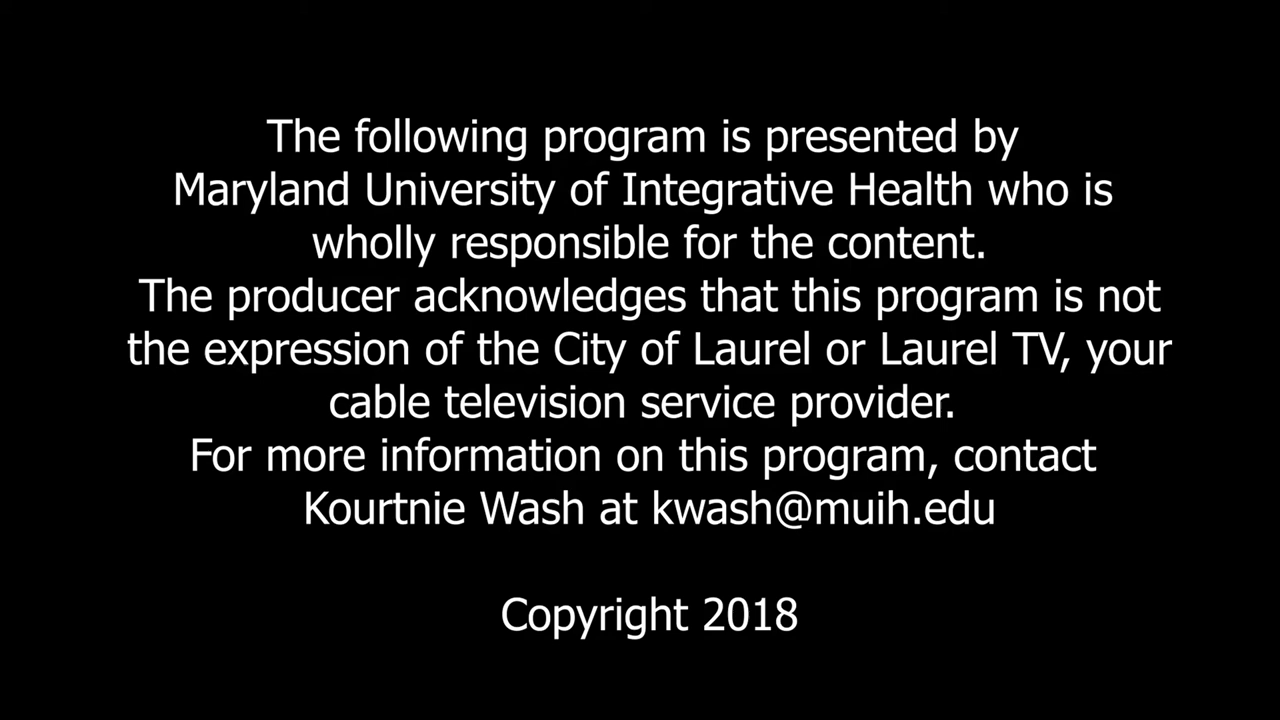 The following program is presented by
Maryland University of Integrative Health who is
wholly responsible for the content.
The producer acknowledges that this program is not
the expression of the City of Laurel or Laurel TV, your
cable television service provider.
For more information on this program, contact
Kourtnie Wash at kwash@muih.edu
Copyright 2018